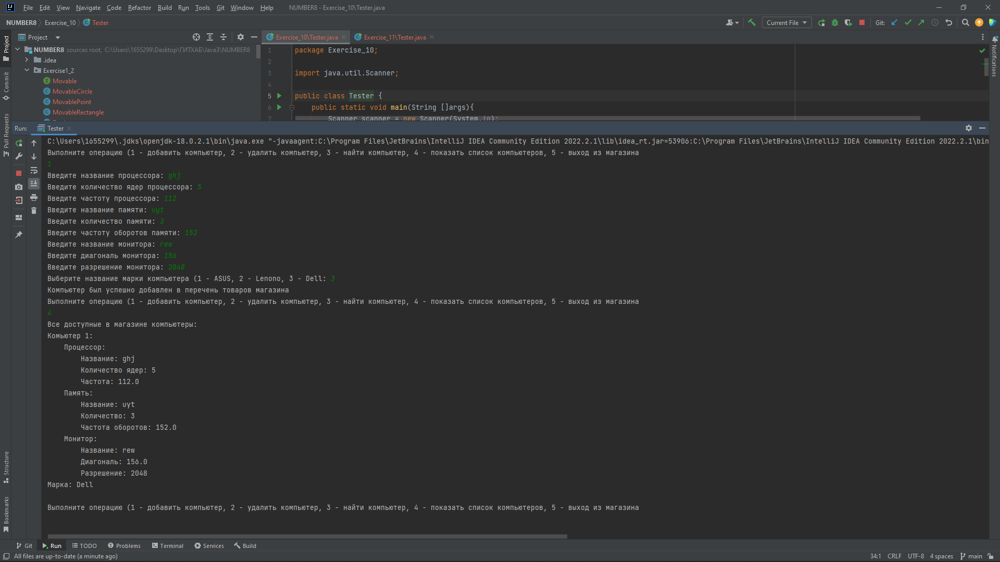 File Edit View Navigate Code Refactor Build Run Tools Git Window Help NUMBER8 - Exercise_10\Tester.java
NUMBER8 Exercise_10 Tester Current File Git:
Project
NUMBER8 sources root, C:\Users\1655299\Desktop\ГИТХАБ\Java3\NUMBER8
.idea
Exercise1_2
Movable
MovableCircle
MovablePoint
MovableRectangle
Exercise_10\Tester.java Exercise_11\Tester.java
1 package Exercise_10;
2
3 import java.util.Scanner;
4
5 public class Tester {
6 public static void main(String []args){
7 Scanner scanner = new Scanner(System.in);
Project
Commit
Pull Requests
Structure
Bookmarks
Notifications
Run: Tester
C:\Users\1655299\.jdks\openjdk-18.0.2.1\bin\java.exe "-javaagent:C:\Program Files\JetBrains\IntelliJ IDEA Community Edition 2022.2.1\lib\idea_rt.jar=53906:C:\Program Files\JetBrains\IntelliJ IDEA Community Edition 2022.2.1\bin
Выполните операцию (1 - добавить компьютер, 2 - удалить компьютер, 3 - найти компьютер, 4 - показать список компьютеров, 5 - выход из магазина
1
Введите название процессора: ghj
Введите количество ядер процессора: 5
Введите частоту процессора: 112
Введите название памяти: uyt
Введите количество памяти: 3
Введите частоту оборотов памяти: 152
Введите название монитора: rew
Введите диагональ монитора: 156
Введите разрешение монитора: 2048
Выберите название марки компьютера (1 - ASUS, 2 - Lenono, 3 - Dell: 3
Компьютер был успешно добавлен в перечень товаров магазина
Выполните операцию (1 - добавить компьютер, 2 - удалить компьютер, 3 - найти компьютер, 4 - показать список компьютеров, 5 - выход из магазина
4
Все доступные в магазине компьютеры:
Комьютер 1:
Процессор:
Название: ghj
Количество ядер: 5
Частота: 112.0
Память:
Название: uyt
Количество: 3
Частота оборотов: 152.0
Монитор:
Название: rew
Диагональ: 156.0
Разрешение: 2048
Марка: Dell
Выполните операцию (1 - добавить компьютер, 2 - удалить компьютер, 3 - найти компьютер, 4 - показать список компьютеров, 5 - выход из магазина
Git Run TODO Problems Terminal Services Build
All files are up-to-date (a minute ago) 34:1 CRLF UTF-8 4 spaces main